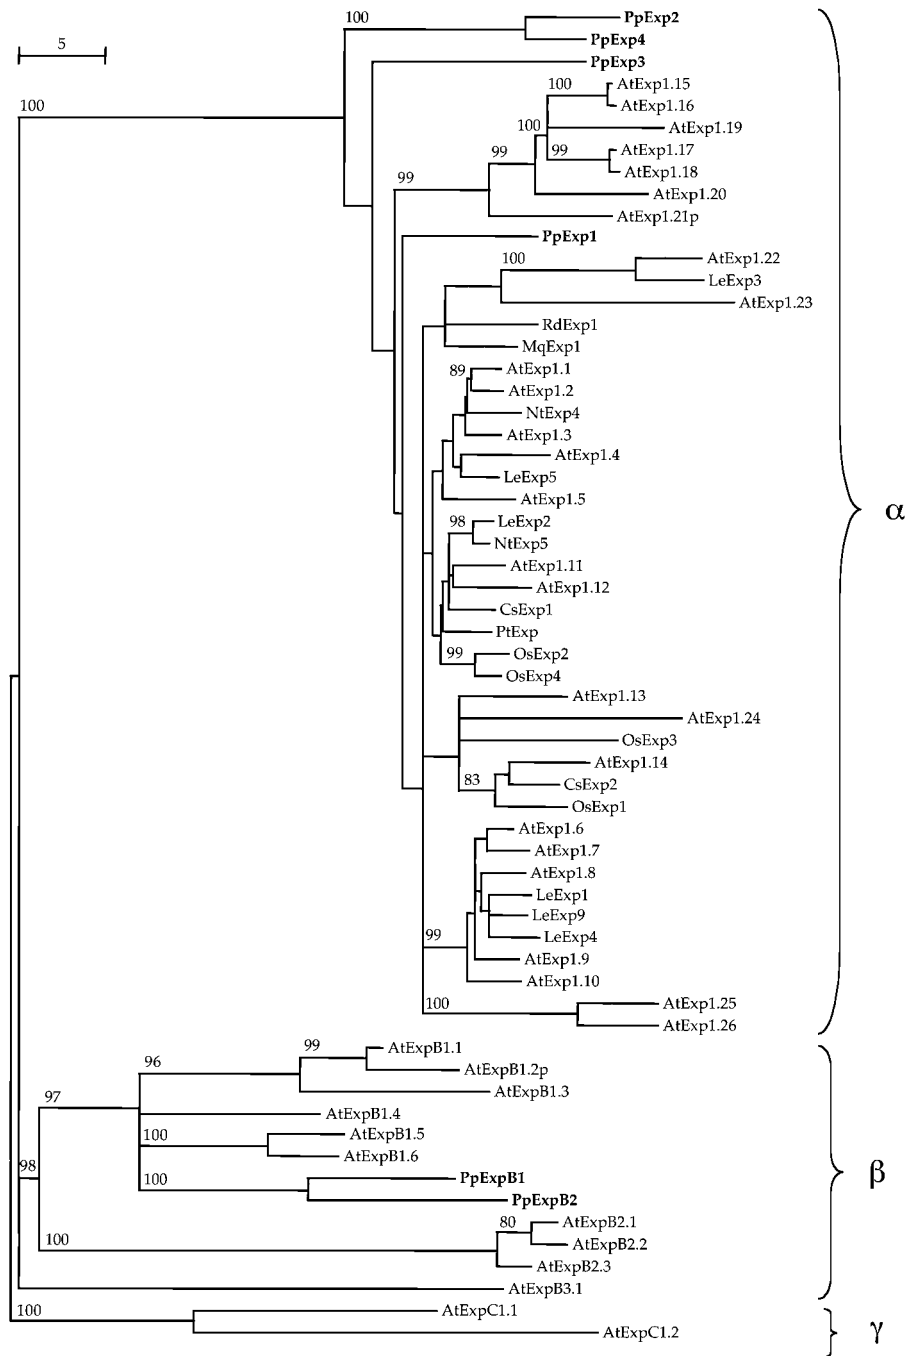 100
PpExp2
5
PpExp4
PpExp3
100
AtExp1.15
100
AtExp1.16
100
AtExp1.19
99
99
AtExp1.17
99
AtExp1.18
AtExp1.20
AtExp1.21p
PpExp1
100
AtExp1.22
LeExp3
AtExp1.23
RdExp1
MqExp1
89
AtExp1.1
AtExp1.2
NtExp4
AtExp1.3
AtExp1.4
LeExp5
AtExp1.5
α
98
LeExp2
NtExp5
AtExp1.11
AtExp1.12
CsExp1
PtExp
99
OsExp2
OsExp4
AtExp1.13
AtExp1.24
OsExp3
AtExp1.14
83
CsExp2
OsExp1
AtExp1.6
AtExp1.7
AtExp1.8
LeExp1
LeExp9
LeExp4
99
AtExp1.9
AtExp1.10
100
AtExp1.25
AtExp1.26
99
AtExpB1.1
96
AtExpB1.2p
AtExpB1.3
97
AtExpB1.4
100
AtExpB1.5
AtExpB1.6
98
β
100
PpExpB1
PpExpB2
80
AtExpB2.1
100
AtExpB2.2
AtExpB2.3
AtExpB3.1
100
AtExpC1.1
γ
AtExpC1.2